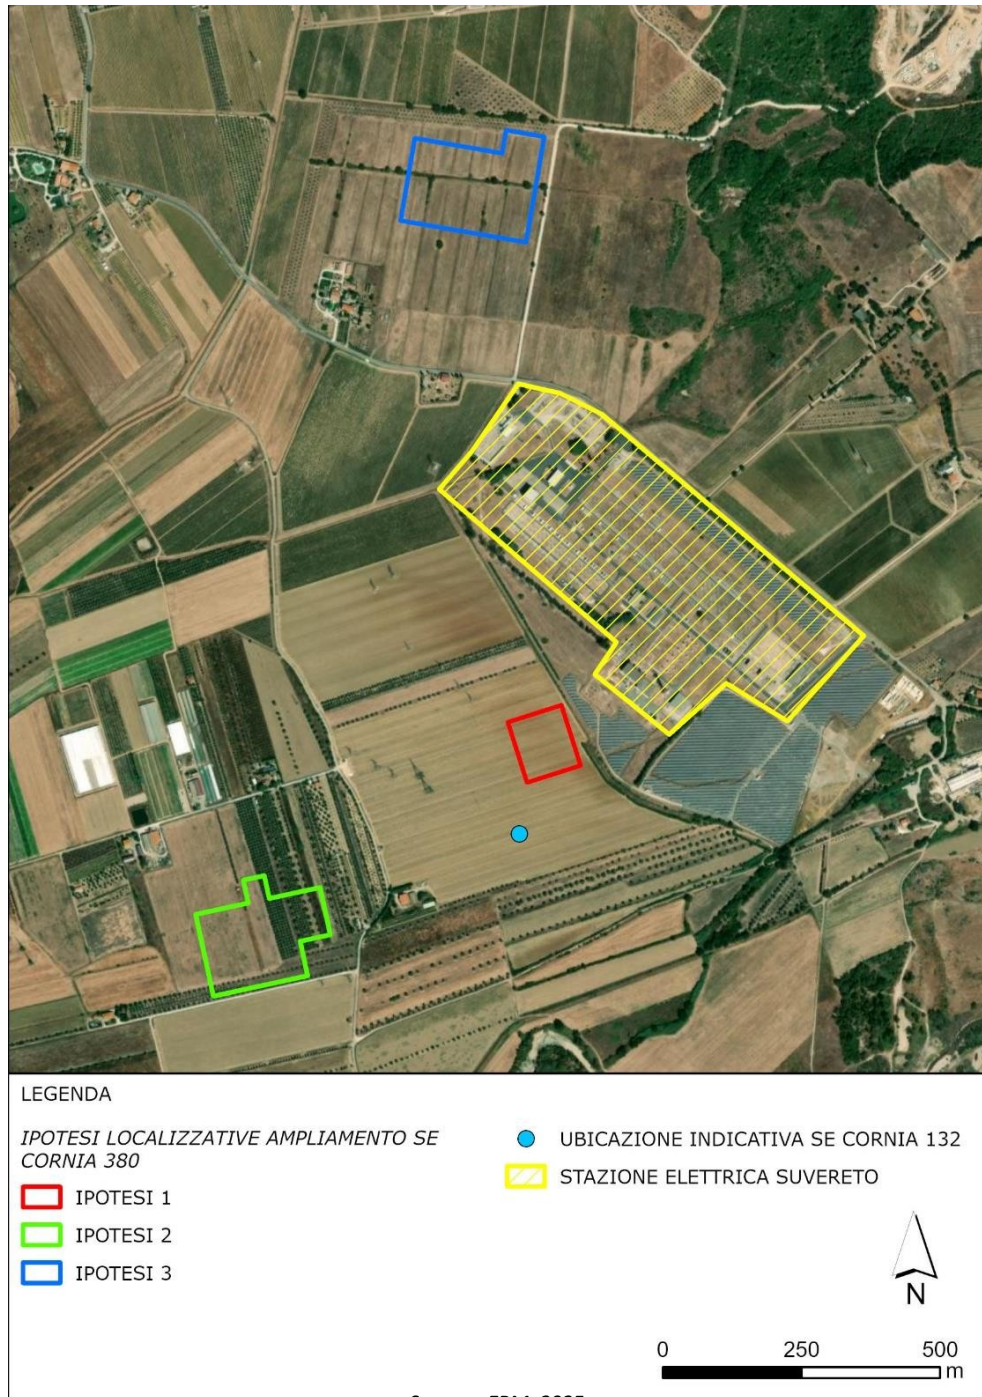 LEGENDA
IPOTESI LOCALIZZATIVE AMPLIAMENTO SE
CORNIA 380
IPOTESI 1
IPOTESI 2
IPOTESI 3
UBICAZIONE INDICATIVA SE CORNIA 132
STAZIONE ELETTRICA SUVERETO
N
0 250 500
m